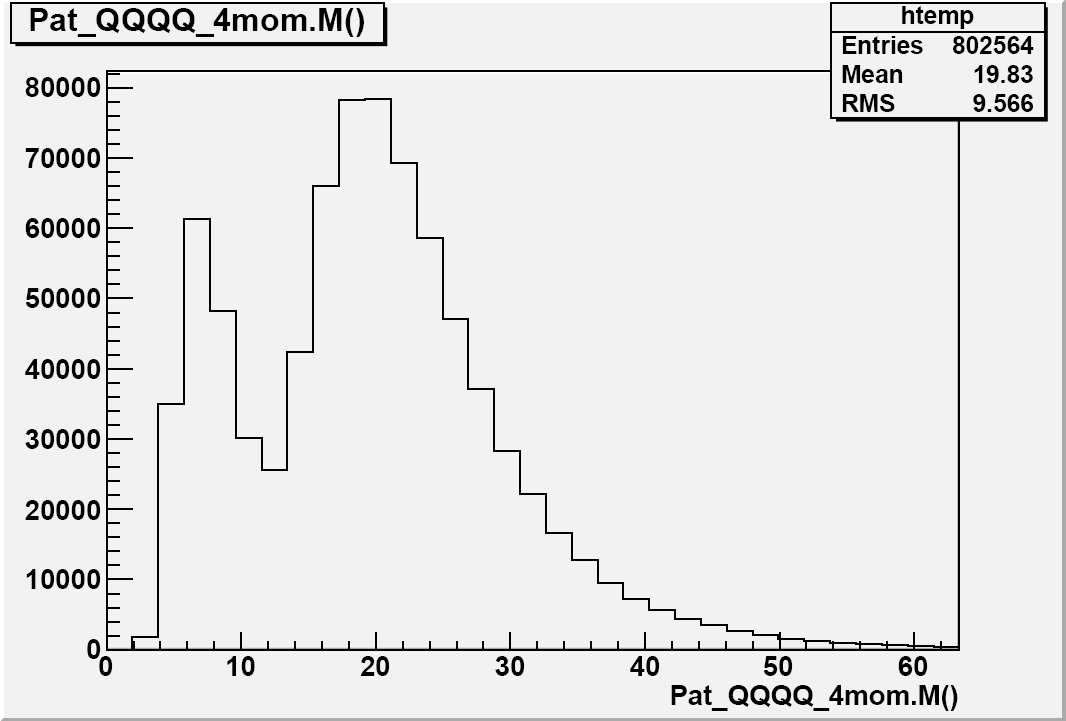 Pat_QQQQ_4mom.M()
htemp
Entries 802564
Mean 19.83
RMS 9.566
80000
70000
60000
50000
40000
30000
20000
10000
0
0 10 20 30 40 50 60
Pat_QQQQ_4mom.M()